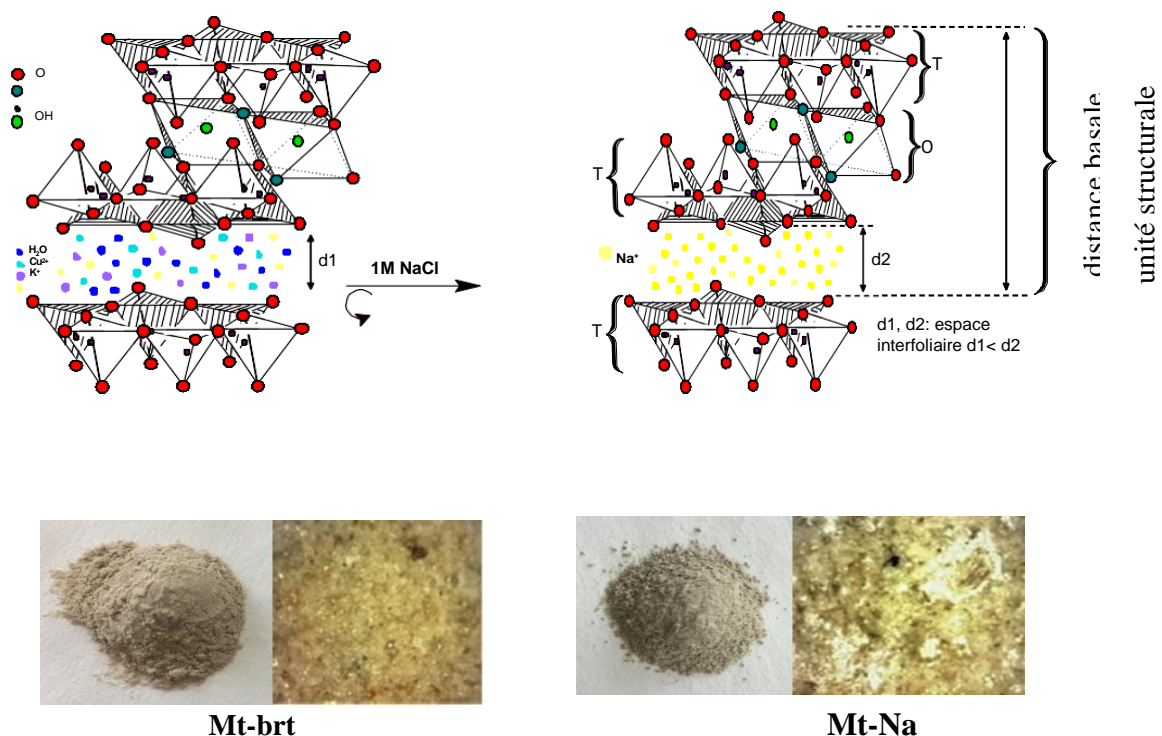 O
OH
H₂O
Cu²⁺
K⁺
d1
1M NaCl
T
O
T
Na⁺
d2
T
d1, d2: espace
interfoliaire d1< d2
distance basale
unité structurale
Mt-brt
Mt-Na